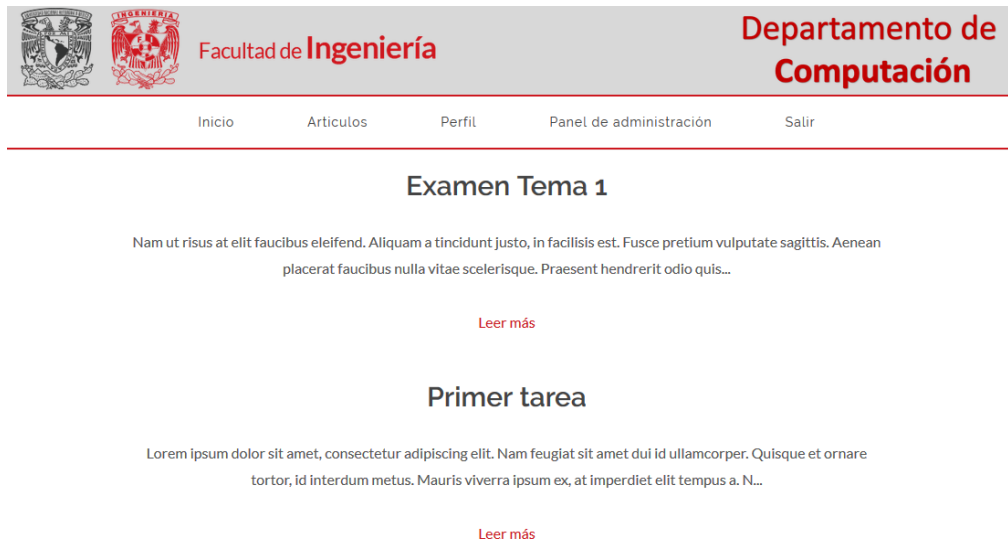 INGENIERIA
Facultad de Ingeniería
Departamento de
Computación
Inicio Articulos Perfil Panel de administración Salir
Examen Tema 1
Nam ut risus at elit faucibus eleifend. Aliquam a tincidunt justo, in facilisis est. Fusce pretium vulputate sagittis. Aenean
placerat faucibus nulla vitae scelerisque. Praesent hendrerit odio quis...
Leer más
Primer tarea
Lorem ipsum dolor sit amet, consectetur adipiscing elit. Nam feugiat sit amet dui id ullamcorper. Quisque et ornare
tortor, id interdum metus. Mauris viverra ipsum ex, at imperdiet elit tempus a. N...
Leer más